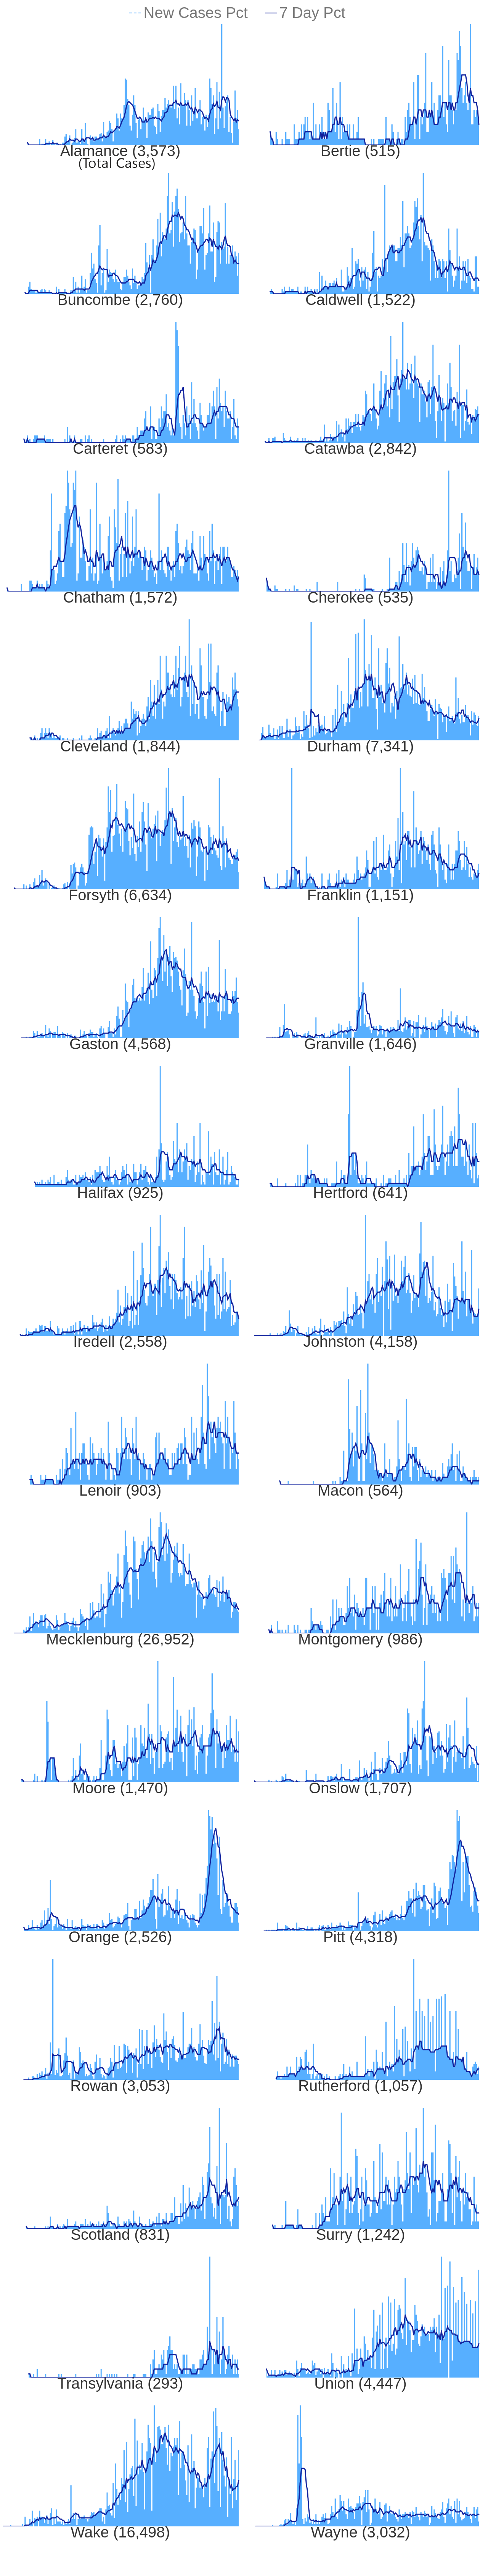 New Cases Pct 7 Day Pct
Alamance (3,573) Bertie (515)
(Total Cases)
Buncombe (2,760) Caldwell (1,522)
Carteret (583) Catawba (2,842)
Chatham (1,572) Cherokee (535)
Cleveland (1,844) Durham (7,341)
Forsyth (6,634) Franklin (1,151)
Gaston (4,568) Granville (1,646)
Halifax (925) Hertford (641)
Iredell (2,558) Johnston (4,158)
Lenoir (903) Macon (564)
Mecklenburg (26,952) Montgomery (986)
Moore (1,470) Onslow (1,707)
Orange (2,526) Pitt (4,318)
Rowan (3,053) Rutherford (1,057)
Scotland (831) Surry (1,242)
Transylvania (293) Union (4,447)
Wake (16,498) Wayne (3,032)